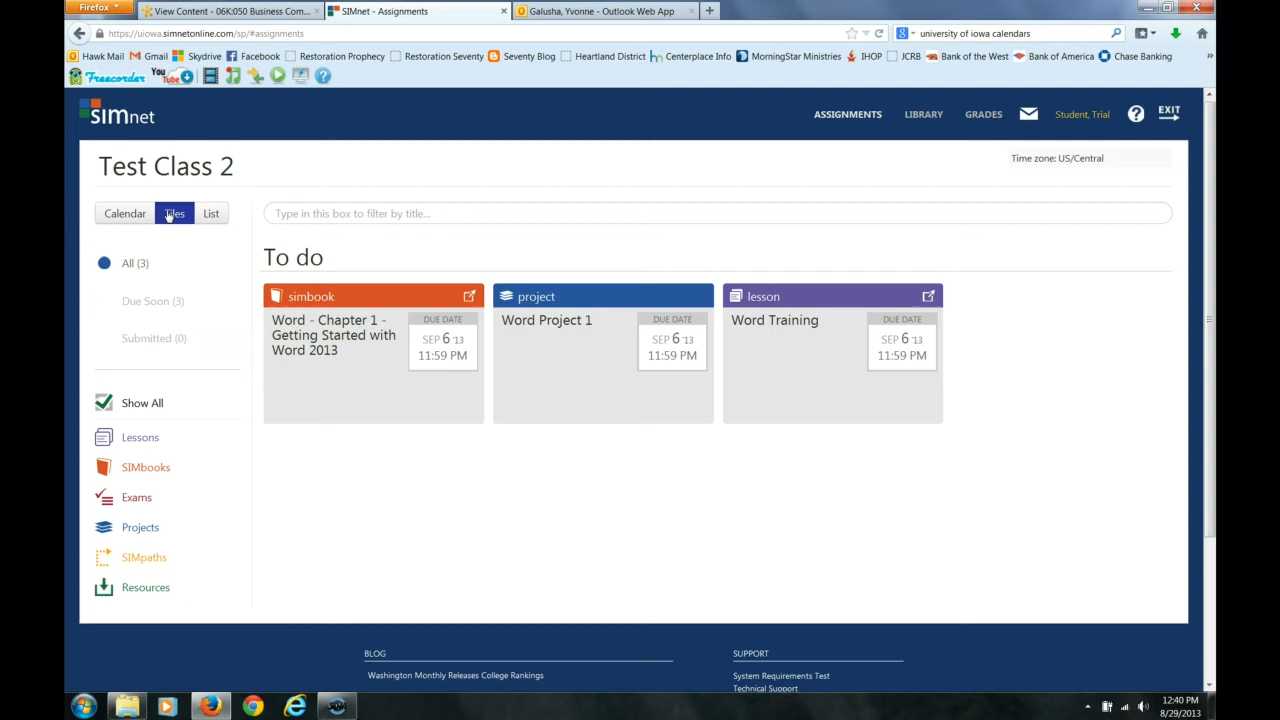 Firefox
View Content - 06K:050 Business Com...
SIMnet - Assignments
Galusha, Yvonne - Outlook Web App
https://uiowa.simnetonline.com/sp/#assignments
university of iowa calendars
Hawk Mail
Gmail
Skydrive
Facebook
Restoration Prophecy
Restoration Seventy
Seventy Blog
Heartland District
Centerplace Info
MorningStar Ministries
IHOP
JCRB
Bank of the West
Bank of America
Chase Banking
Freecorder
You Tube
SIMnet
ASSIGNMENTS
LIBRARY
GRADES
Student, Trial
EXIT
Test Class 2
Time zone: US/Central
Calendar
Tiles
List
Type in this box to filter by title...
All (3)
Due Soon (3)
Submitted (0)
Show All
Lessons
SIMbooks
Exams
Projects
SIMpaths
Resources
To do
simbook
Word - Chapter 1 -
Getting Started with
Word 2013
DUE DATE
SEP 6 '13
11:59 PM
project
Word Project 1
DUE DATE
SEP 6 '13
11:59 PM
lesson
Word Training
DUE DATE
SEP 6 '13
11:59 PM
BLOG
Washington Monthly Releases College Rankings
SUPPORT
System Requirements Test
Technical Support
12:40 PM
8/29/2013